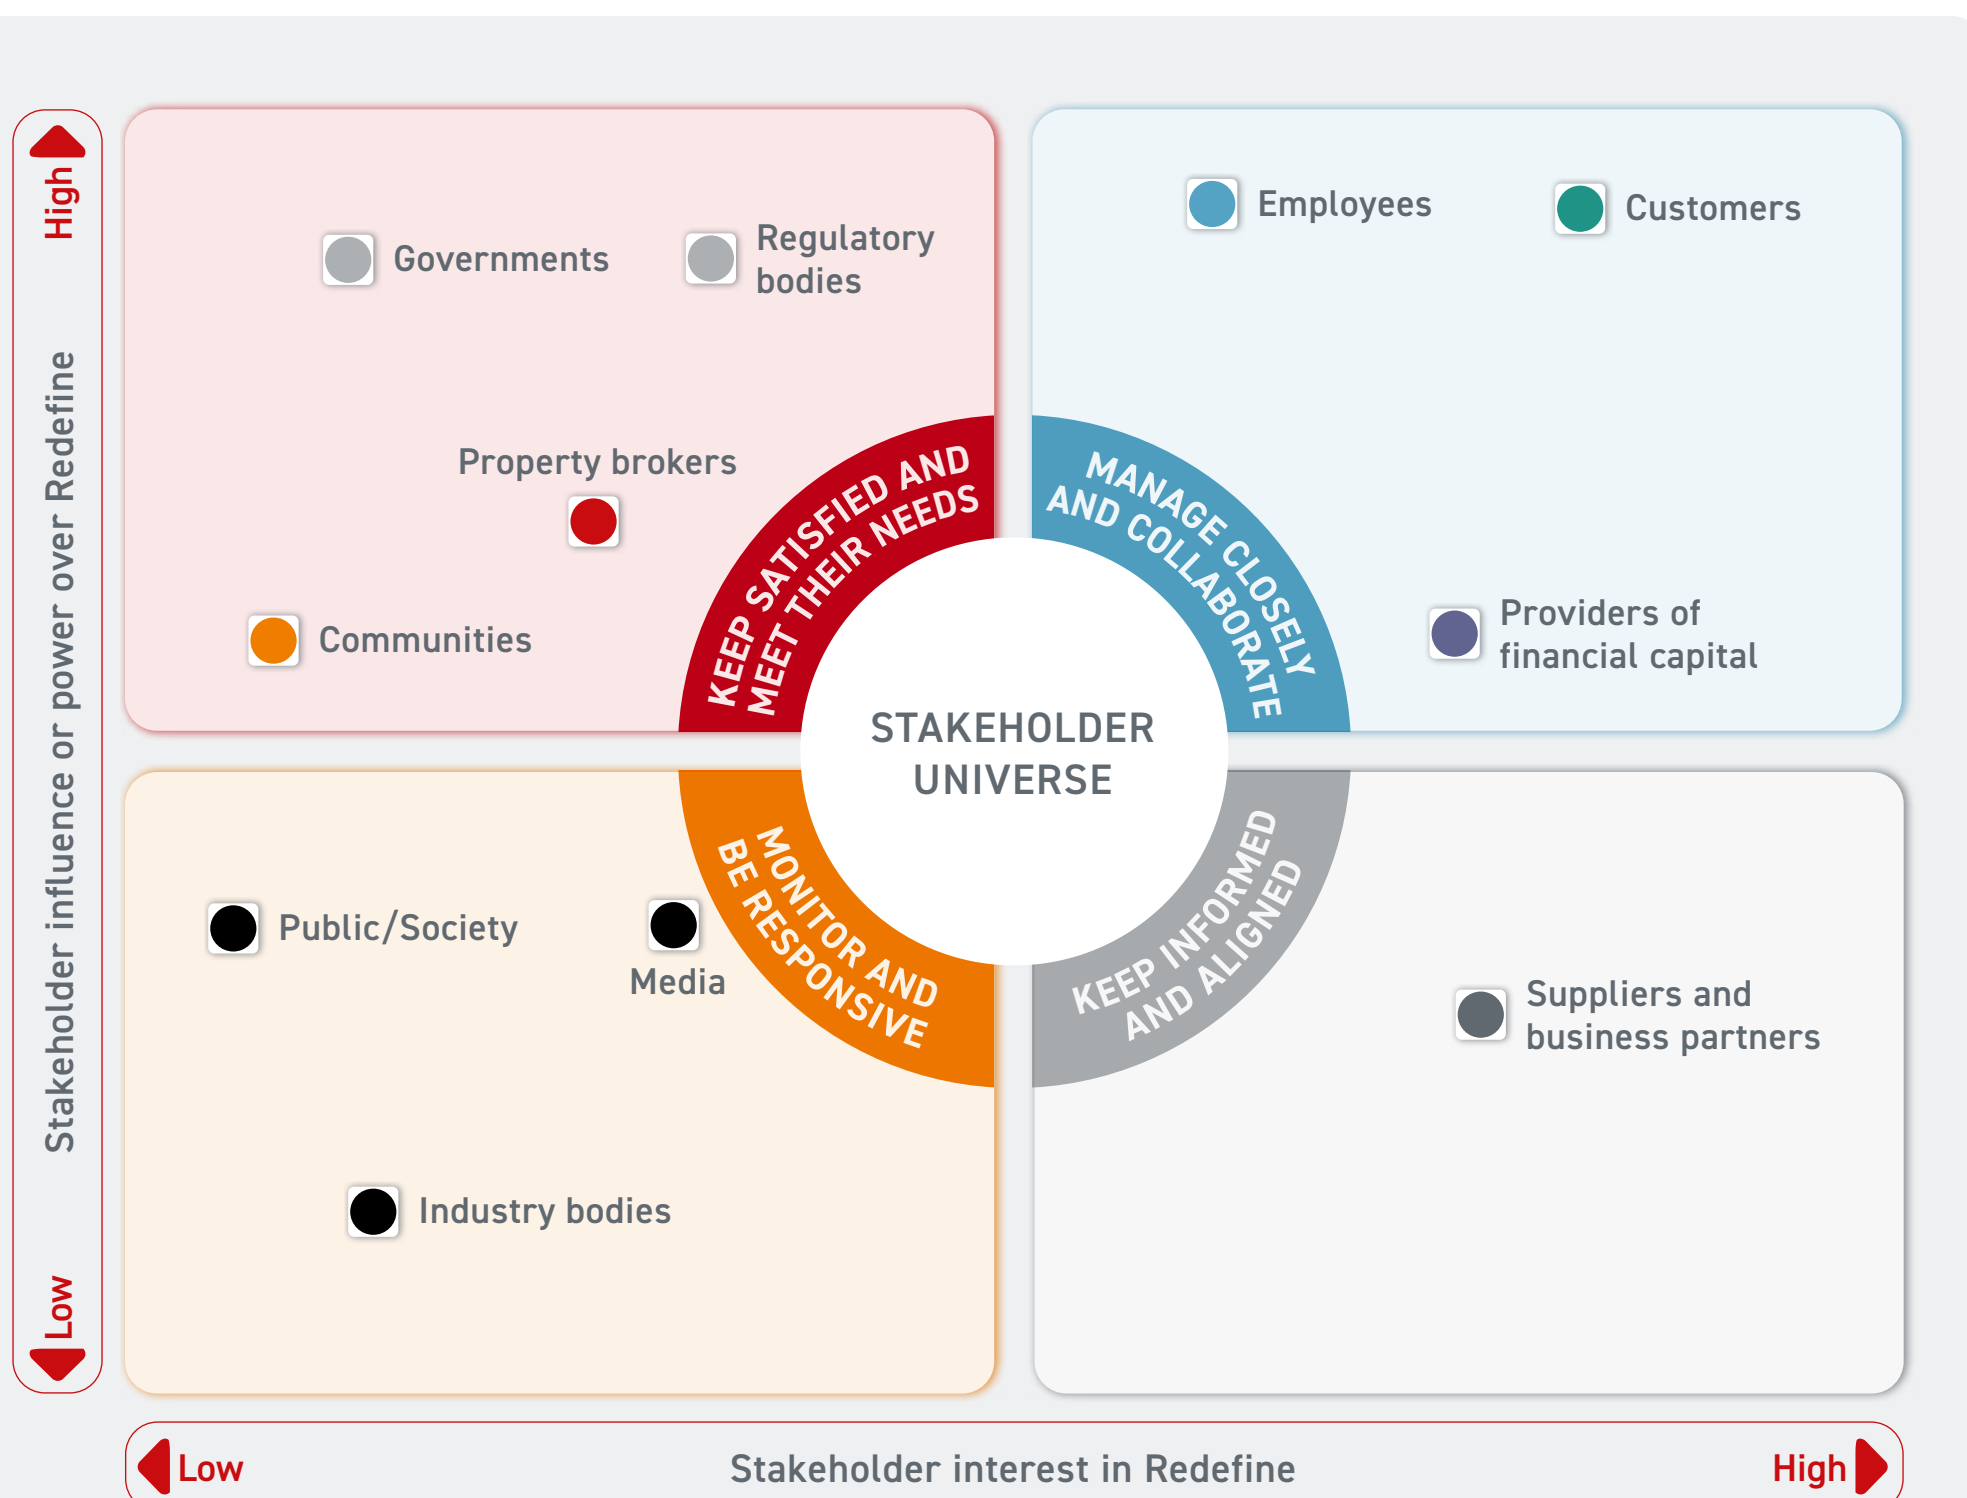 High
Stakeholder influence or power over Redefine
Low
Governments
Regulatory
bodies
Property brokers
Communities
KEEP SATISFIED AND
MEET THEIR NEEDS
Employees
Customers
MANAGE CLOSELY
AND COLLABORATE
Providers of
financial capital
STAKEHOLDER
UNIVERSE
Public/Society
Media
Industry bodies
MONITOR AND
BE RESPONSIVE
KEEP INFORMED
AND ALIGNED
Suppliers and
business partners
Low
Stakeholder interest in Redefine
High